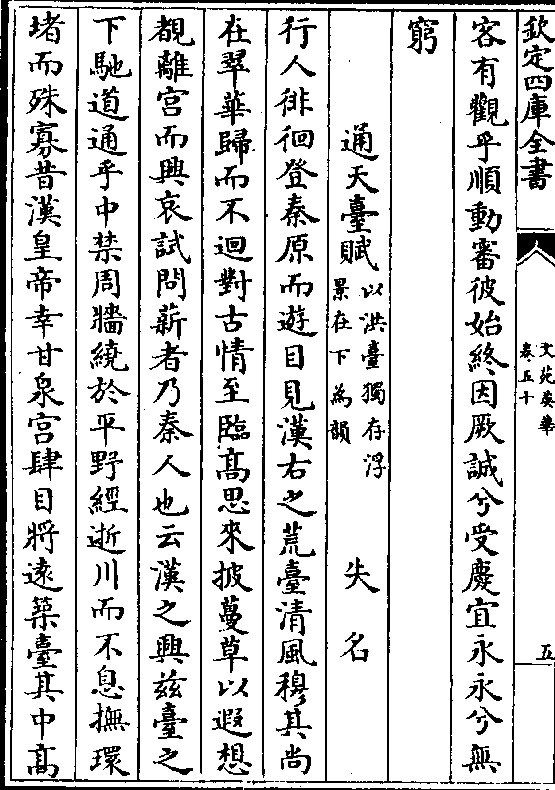 欽定四庫全書
文苑英華
卷五十
五
客有觀乎順動審彼始終因厥誠兮受慶宜永永兮無
窮
通天臺賦 以洪臺獨存浮
景在下為韻
失名
行人徘徊登秦原而遊目見漢右之荒臺清風穆其尚
在翠華歸而不迴對古情至臨高思來披蔓草以遐想
覩離宮而興哀試問薪者乃秦人也云漢之興茲臺之
下馳道通乎中禁周牆繞於平野經逝川而不息撫環
堵而殊寡昔漢皇帝幸甘泉宮肆目將遠築臺其中高